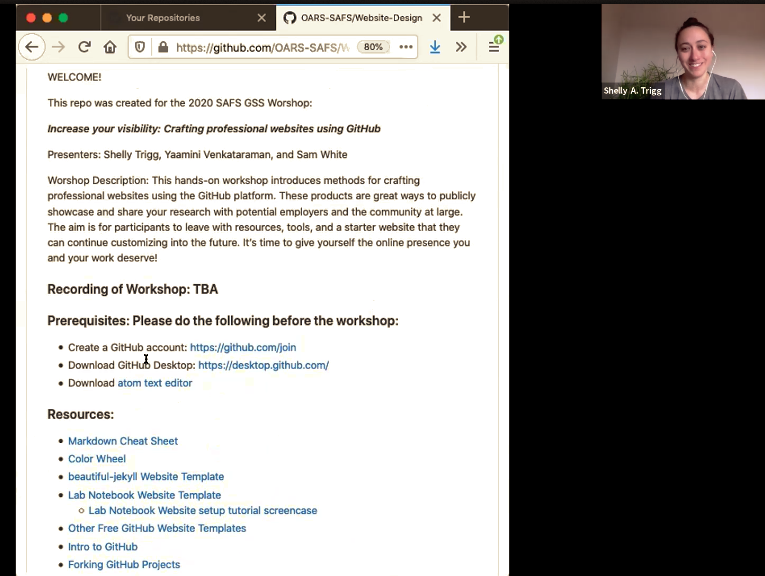 Your Repositories
OARS-SAFS/Website-Design
https://github.com/OARS-SAFS/W
80%
WELCOME!
This repo was created for the 2020 SAFS GSS Worshop:
Increase your visibility: Crafting professional websites using GitHub
Presenters: Shelly Trigg, Yaamini Venkataraman, and Sam White
Worshop Description: This hands-on workshop introduces methods for crafting
professional websites using the GitHub platform. These products are great ways to publicly
showcase and share your research with potential employers and the community at large.
The aim is for participants to leave with resources, tools, and a starter website that they
can continue customizing into the future. It's time to give yourself the online presence you
and your work deserve!
Recording of Workshop: TBA
Prerequisites: Please do the following before the workshop:
Create a GitHub account: https://github.com/join
Download GitHub Desktop: https://desktop.github.com/
Download atom text editor
Resources:
Markdown Cheat Sheet
Color Wheel
beautiful-jekyll Website Template
Lab Notebook Website Template
Lab Notebook Website setup tutorial screencase
Other Free GitHub Website Templates
Intro to GitHub
Forking GitHub Projects
Shelly A. Trigg